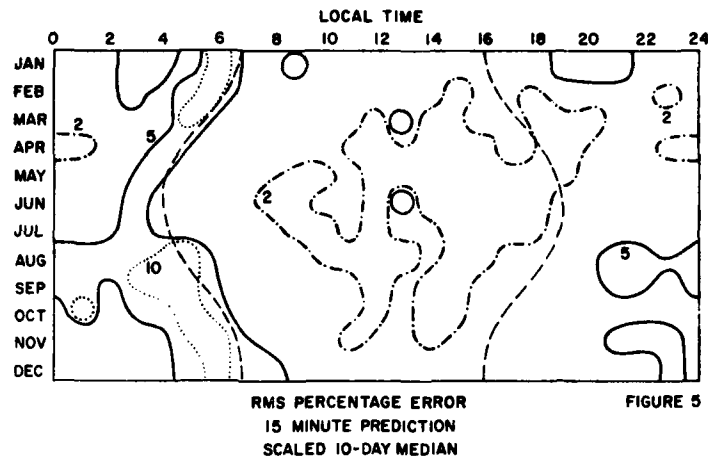 LOCAL TIME
0 2 4 6 8 10 12 14 16 18 20 22 24
JAN
FEB
2
MAR
2
5
APR
MAY
JUN
2
JUL
AUG
10
5
SEP
OCT
NOV
DEC
RMS PERCENTAGE ERROR
FIGURE 5
15 MINUTE PREDICTION
SCALED 10-DAY MEDIAN